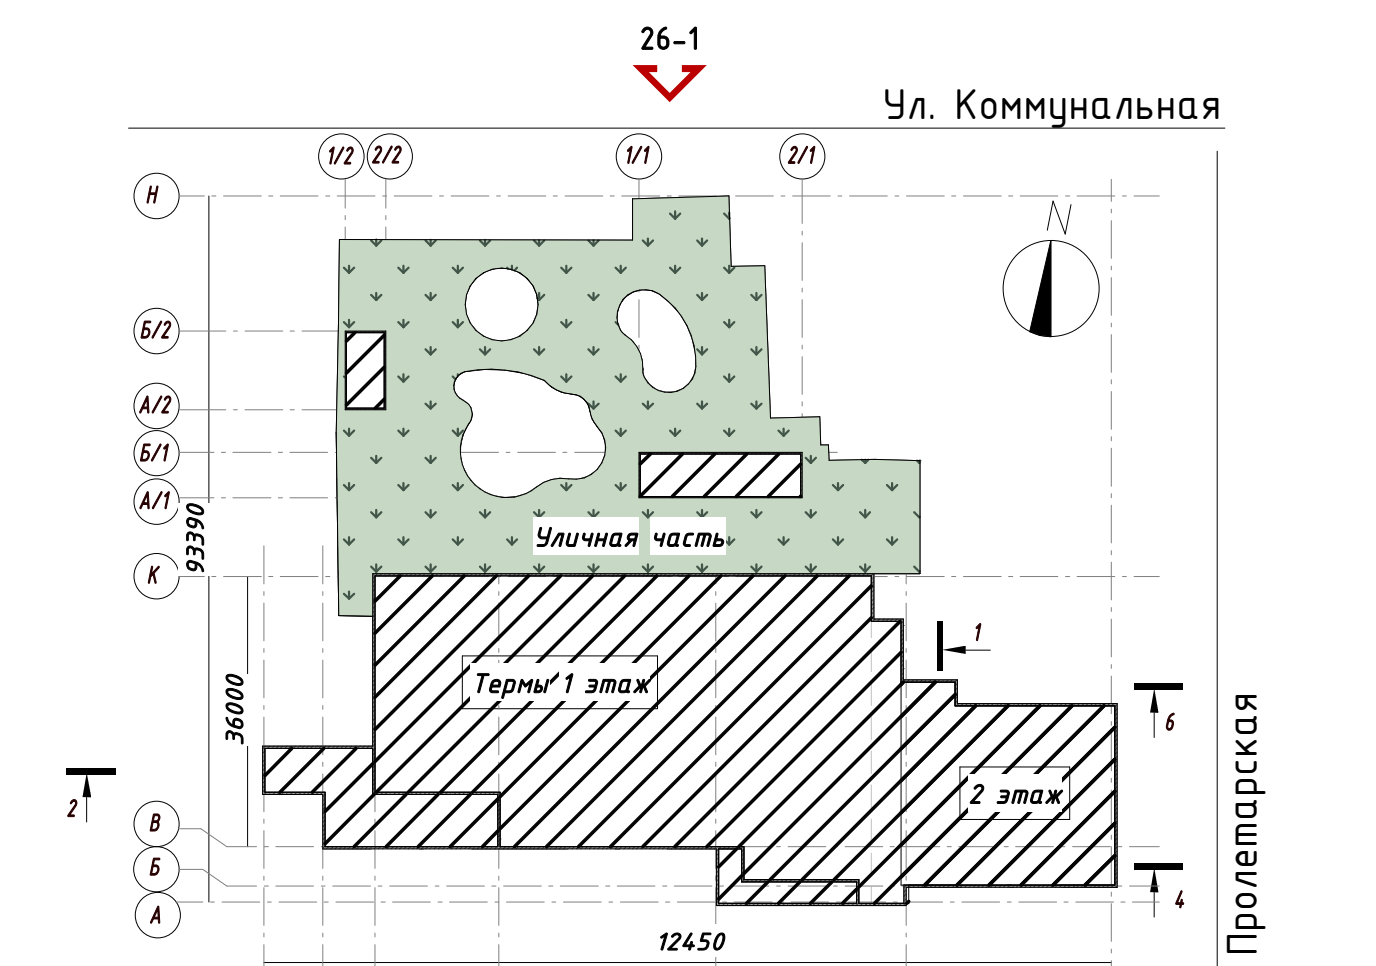 26-1
Ул. Коммунальная
1/2 2/2 1/1 2/1
Н
N
Б/2
А/2
Б/1
А/1
93390
Уличная часть
К
1
Термы 1 этаж
36000
6
Пролетарская
2 этаж
2
В
Б
4
А
12450